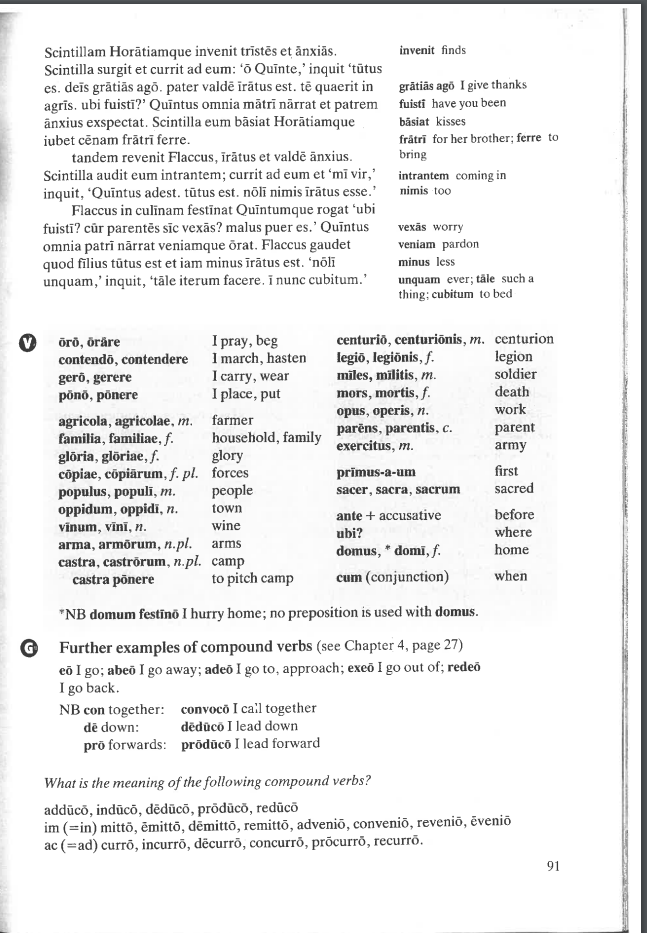 Scintillam Horātiamque invenit trīstēs et ānxiās.
Scintilla surgit et currit ad eum: ‘ō Quīnte,’ inquit ‘tūtus
es. deīs grātiās agō. pater valdē īrātus est. tē quaerit in
agrīs. ubi fuistī?’ Quīntus omnia mātrī nārrat et patrem
ānxius exspectat. Scintilla eum bāsiat Horātiamque
iubet cēnam frātrī ferre.
tandem revenit Flaccus, īrātus et valdē ānxius.
Scintilla audit eum intrantem; currit ad eum et ‘mī vir,’
inquit, ‘Quīntus adest. tūtus est. nōlī nimis īrātus esse.’
Flaccus in culīnam festīnat Quīntumque rogat ‘ubi
fuistī? cūr parentēs sīc vexās? malus puer es.’ Quīntus
omnia patrī nārrat veniamque ōrat. Flaccus gaudet
quod fīlius tūtus est et iam minus īrātus est. ‘nōlī
unquam,’ inquit, ‘tāle iterum facere. ī nunc cubitum.’
invenit finds
grātiās agō I give thanks
fuistī have you been
bāsiat kisses
frātrī for her brother; ferre to
bring
intrantem coming in
nimis too
vexās worry
veniam pardon
minus less
unquam ever; tāle such a
thing; cubitum to bed
V
ōrō, ōrāre I pray, beg
contendō, contendere I march, hasten
gerō, gerere I carry, wear
pōnō, pōnere I place, put
agricola, agricolae, m. farmer
familia, familiae, f. household, family
glōria, glōriae, f. glory
cōpiae, cōpiārum, f. pl. forces
populus, populī, m. people
oppidum, oppidī, n. town
vīnum, vīnī, n. wine
arma, armōrum, n.pl. arms
castra, castrōrum, n.pl. camp
castra pōnere to pitch camp
centuriō, centuriōnis, m. centurion
legiō, legiōnis, f. legion
mīles, mīlitis, m. soldier
mors, mortis, f. death
opus, operis, n. work
parēns, parentis, c. parent
exercitus, m. army
prīmus-a-um first
sacer, sacra, sacrum sacred
ante + accusative before
ubi? where
domus, * domī, f. home
cum (conjunction) when
*NB domum festīnō I hurry home; no preposition is used with domus.
G Further examples of compound verbs (see Chapter 4, page 27)
eō I go; abeō I go away; adeō I go to, approach; exeō I go out of; redeō
I go back.
NB con together: convocō I call together
dē down: dēdūcō I lead down
prō forwards: prōdūcō I lead forward
What is the meaning of the following compound verbs?
addūcō, indūcō, dēdūcō, prōdūcō, redūcō
im (=in) mittō, ēmittō, dēmittō, remittō, adveniō, conveniō, reveniō, ēveniō
ac (=ad) currō, incurrō, dēcurrō, concurrō, prōcurrō, recurrō.
91